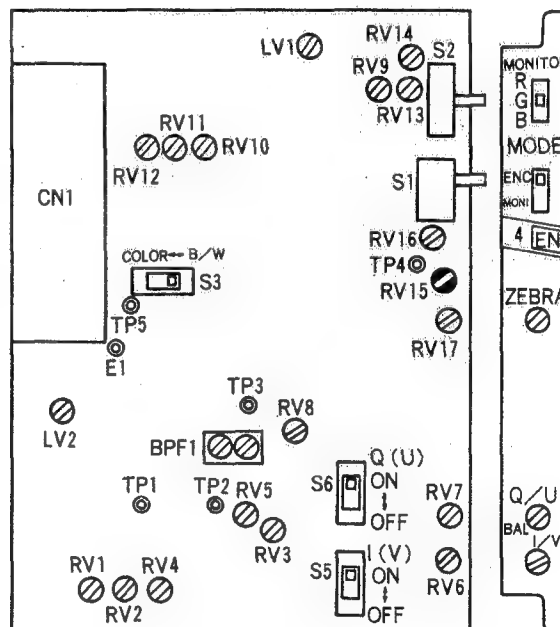 LV1
RV14
S2
RV9
RV13
MONITO
R
G
B
RV11
RV10
RV12
MODE
CN1
S1
ENC
MONI
RV16
4 EN
TP4
COLOR↔B/W
S3
RV15
ZEBRA
TP5
RV17
E1
TP3
RV8
LV2
BPF1
Q (U)
S6
ON
↕
OFF
TP1
TP2
RV5
RV3
RV7
Q/U
BAL
I/V
I (V)
S5
ON
↕
OFF
RV6
RV1
RV4
RV2